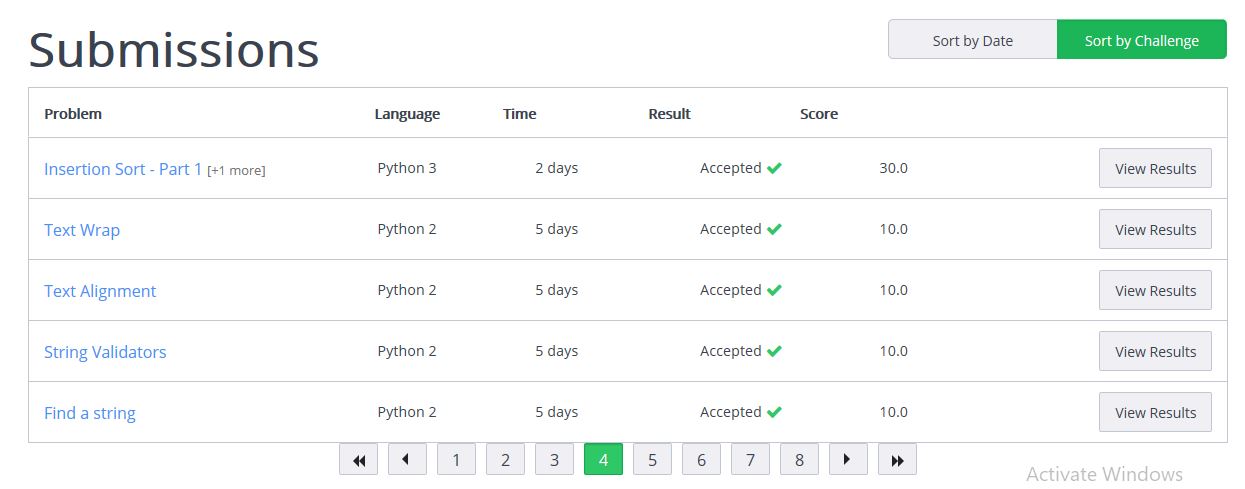 Submissions
Sort by Date Sort by Challenge
Problem Language Time Result Score
Insertion Sort - Part 1 [+1 more] Python 3 2 days Accepted 30.0 View Results
Text Wrap Python 2 5 days Accepted 10.0 View Results
Text Alignment Python 2 5 days Accepted 10.0 View Results
String Validators Python 2 5 days Accepted 10.0 View Results
Find a string Python 2 5 days Accepted 10.0 View Results
1 2 3 4 5 6 7 8
Activate Windows